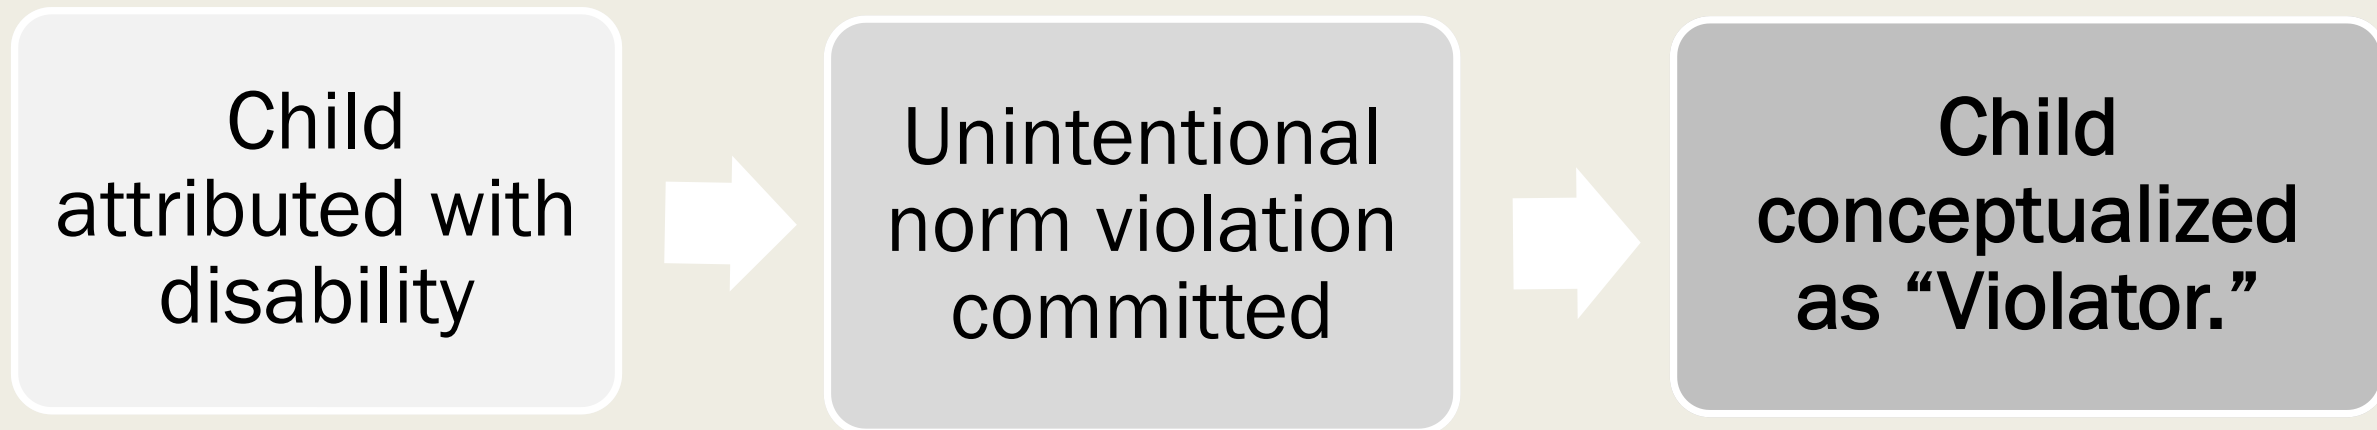 Child
attributed with
disability
Unintentional
norm violation
committed
Child
conceptualized
as “Violator.”